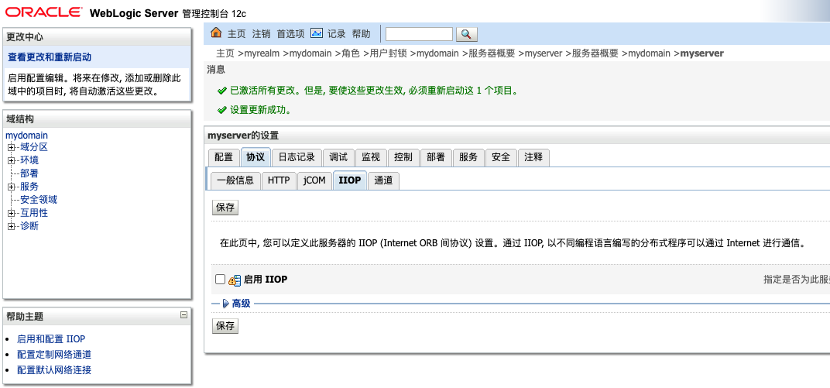 ORACLE WebLogic Server 管理控制台 12c
更改中心
查看更改和重新启动
启用配置编辑。将来在修改, 添加或删除此
域中的项目时, 将自动激活这些更改。
域结构
mydomain
域分区
环境
部署
服务
安全领域
互用性
诊断
帮助主题
启用和配置 IIOP
配置定制网络通道
配置默认网络连接
主页 注销 首选项 记录 帮助
主页 >myrealm >mydomain >角色 >用户封锁 >mydomain >服务器概要 >myserver >服务器概要 >mydomain >myserver
消息
已激活所有更改。但是, 要使这些更改生效, 必须重新启动这 1 个项目。
设置更新成功。
myserver的设置
配置 协议 日志记录 调试 监视 控制 部署 服务 安全 注释
一般信息 HTTP jCOM IIOP 通道
保存
在此页中, 您可以定义此服务器的 IIOP (Internet ORB 间协议) 设置。通过 IIOP, 以不同编程语言编写的分布式程序可以通过 Internet 进行通信。
启用 IIOP 指定是否为此服
高级
保存